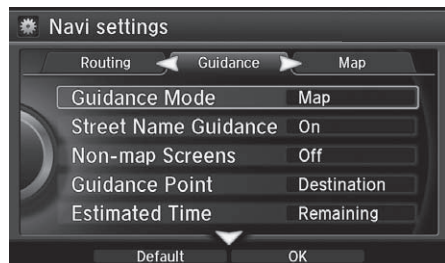 Navi settings
Routing Guidance Map
Guidance Mode Map
Street Name Guidance On
Non-map Screens Off
Guidance Point Destination
Estimated Time Remaining
Default OK